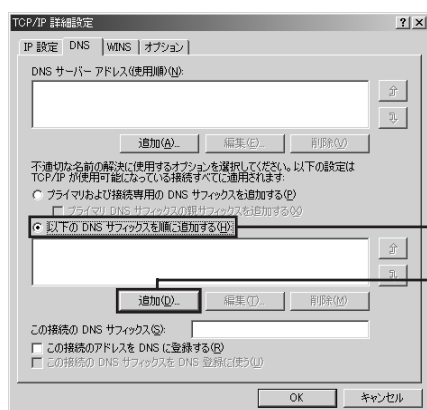 TCP/IP 詳細設定
IP 設定 DNS WINS オプション
DNS サーバー アドレス(使用順)(N):
追加(A)... 編集(E)... 削除(V)
不適切な名前の解決に使用するオプションを選択してください。以下の設定は
TCP/IP が使用可能になっている接続すべてに適用されます:
プライマリおよび接続専用の DNS サフィックスを追加する(P)
プライマリ DNS サフィックスの親サフィックスを追加する(X)
以下の DNS サフィックスを順に追加する(H):
追加(D)... 編集(T)... 削除(M)
この接続の DNS サフィックス(S):
この接続のアドレスを DNS に登録する(R)
この接続の DNS サフィックスを DNS 登録に使う(U)
OK キャンセル